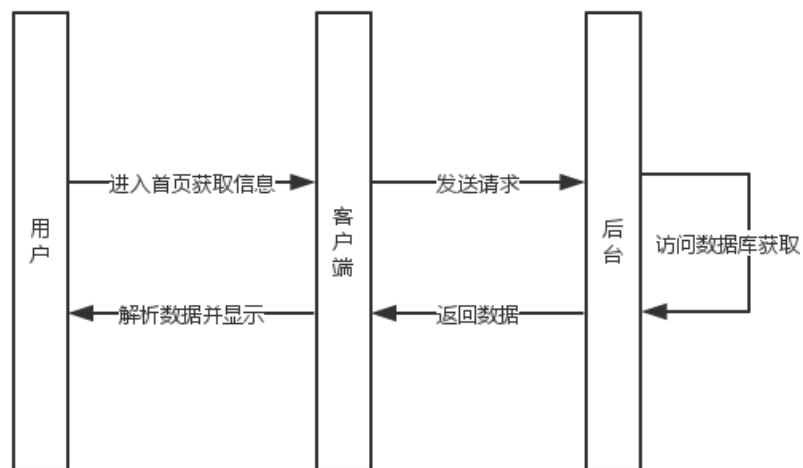 进入首页获取信息
发送请求
用户
客户端
后台
访问数据库获取
解析数据并显示
返回数据